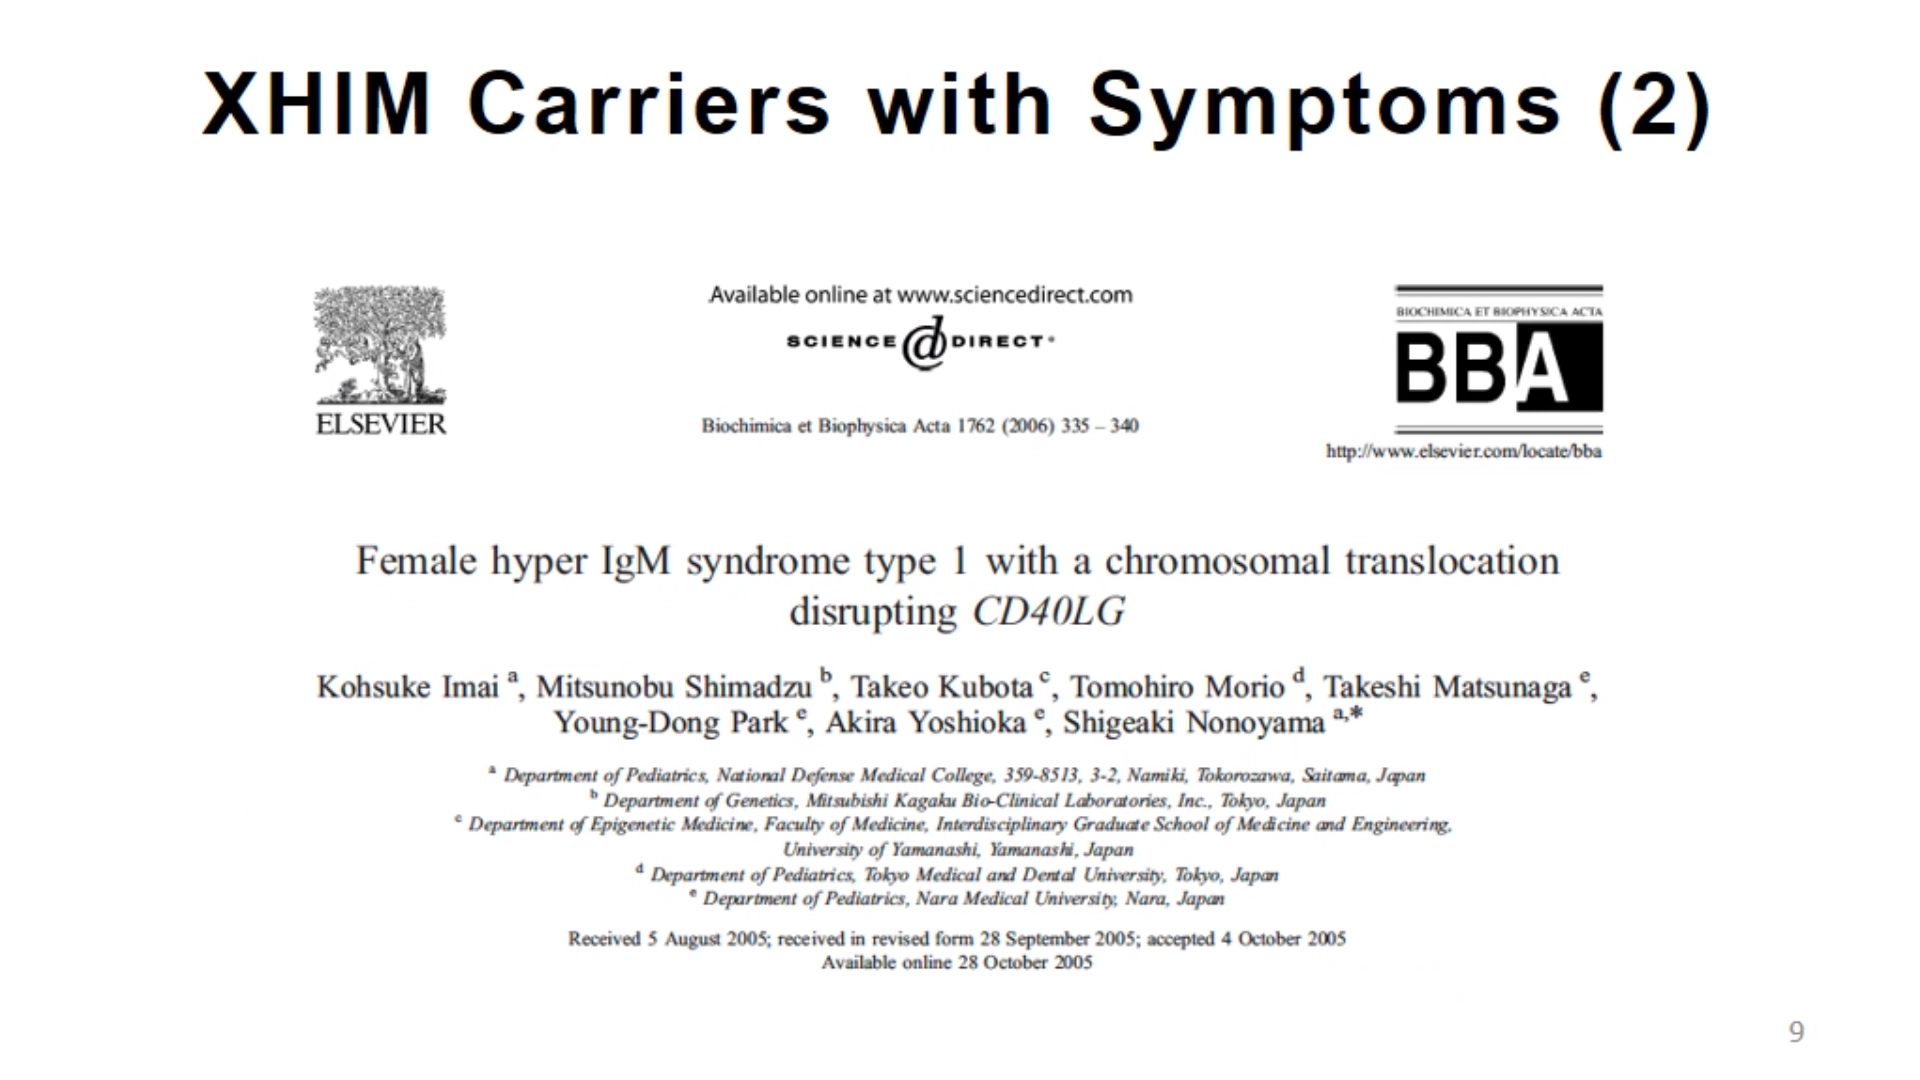 XHIM Carriers with Symptoms (2)
ELSEVIER
Available online at www.sciencedirect.com
SCIENCE d DIRECT®
Biochimica et Biophysica Acta 1762 (2006) 335 – 340
BIOCHIMICA ET BIOPHYSICA ACTA
BBA
http://www.elsevier.com/locate/bba
Female hyper IgM syndrome type 1 with a chromosomal translocation
disrupting CD40LG
Kohsuke Imai a, Mitsunobu Shimadzu b, Takeo Kubota c, Tomohiro Morio d, Takeshi Matsunaga e,
Young-Dong Park e, Akira Yoshioka e, Shigeaki Nonoyama a,*
a Department of Pediatrics, National Defense Medical College, 359-8513, 3-2, Namiki, Tokorozawa, Saitama, Japan
b Department of Genetics, Mitsubishi Kagaku Bio-Clinical Laboratories, Inc., Tokyo, Japan
c Department of Epigenetic Medicine, Faculty of Medicine, Interdisciplinary Graduate School of Medicine and Engineering,
University of Yamanashi, Yamanashi, Japan
d Department of Pediatrics, Tokyo Medical and Dental University, Tokyo, Japan
e Department of Pediatrics, Nara Medical University, Nara, Japan
Received 5 August 2005; received in revised form 28 September 2005; accepted 4 October 2005
Available online 28 October 2005
9